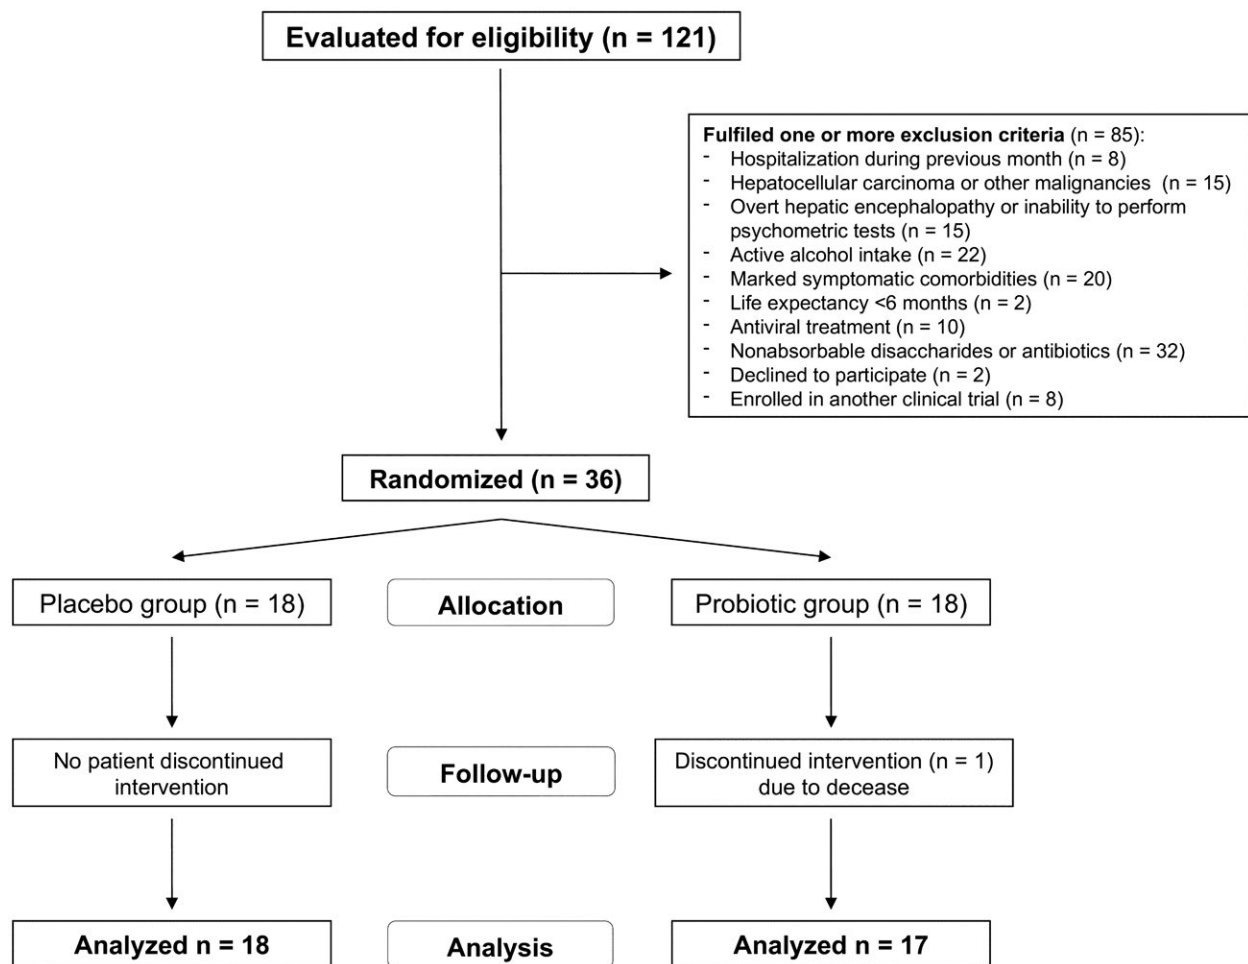 Evaluated for eligibility (n = 121)
Fulfiled one or more exclusion criteria (n = 85):
- Hospitalization during previous month (n = 8)
- Hepatocellular carcinoma or other malignancies (n = 15)
- Overt hepatic encephalopathy or inability to perform
psychometric tests (n = 15)
- Active alcohol intake (n = 22)
- Marked symptomatic comorbidities (n = 20)
- Life expectancy <6 months (n = 2)
- Antiviral treatment (n = 10)
- Nonabsorbable disaccharides or antibiotics (n = 32)
- Declined to participate (n = 2)
- Enrolled in another clinical trial (n = 8)
Randomized (n = 36)
Placebo group (n = 18)
Allocation
Probiotic group (n = 18)
No patient discontinued
intervention
Follow-up
Discontinued intervention (n = 1)
due to decease
Analyzed n = 18
Analysis
Analyzed n = 17